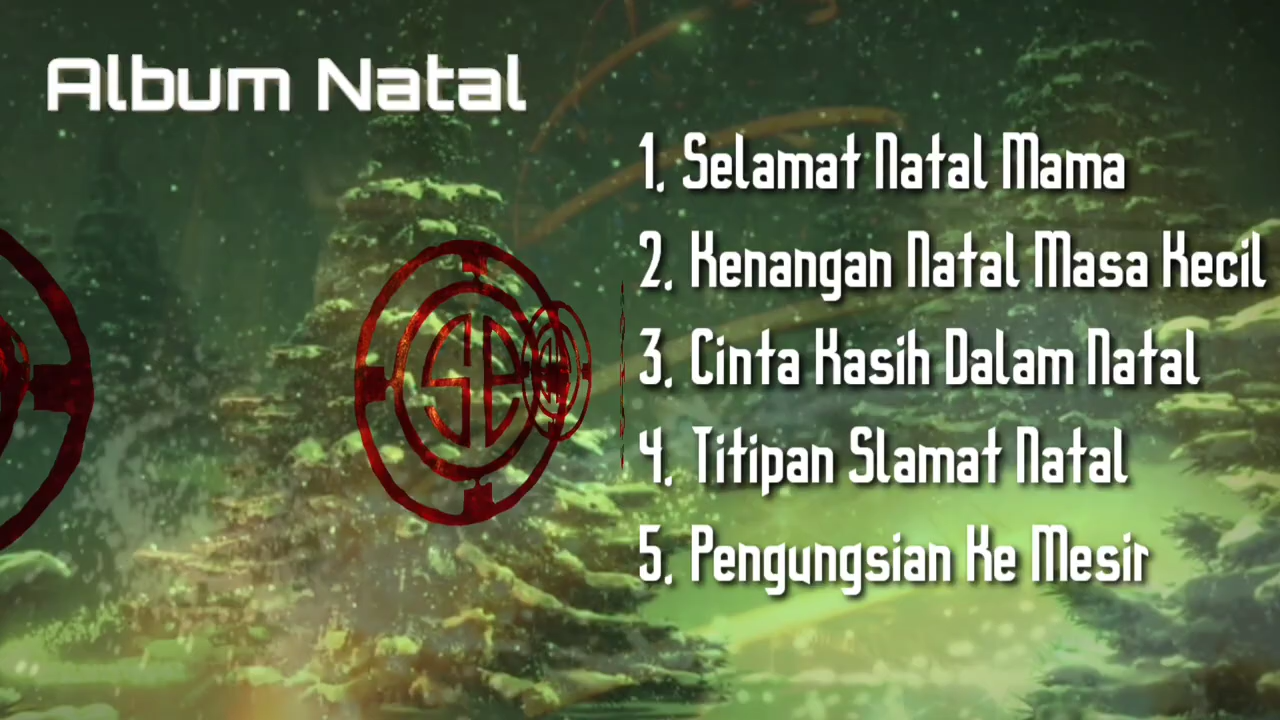 Album Natal
1. Selamat Natal Mama
2. Kenangan Natal Masa Kecil
3. Cinta Kasih Dalam Natal
4. Titipan Slamat Natal
5. Pengungsian Ke Mesir